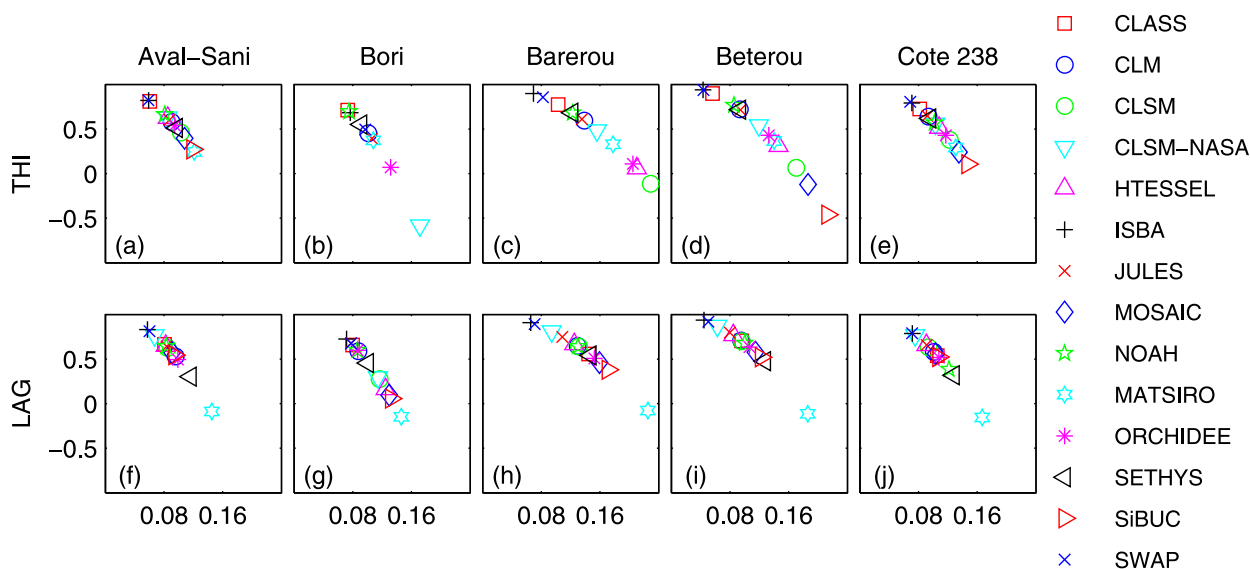 Aval−Sani Bori Barerou Beterou Cote 238
THI
0.5
0
−0.5
(a) (b) (c) (d) (e)
LAG
0.5
0
−0.5
(f) (g) (h) (i) (j)
0.08 0.16 0.08 0.16 0.08 0.16 0.08 0.16 0.08 0.16
CLASS
CLM
CLSM
CLSM−NASA
HTESSEL
ISBA
JULES
MOSAIC
NOAH
MATSIRO
ORCHIDEE
SETHYS
SiBUC
SWAP